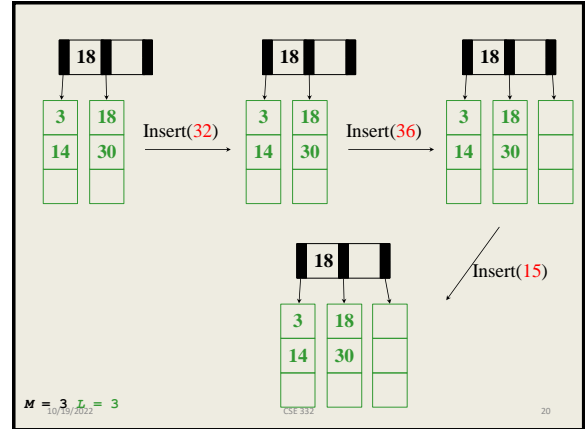 18 18 18
3 18 3 18 3 18
Insert(32) Insert(36)
14 30 14 30 14 30
18
Insert(15)
3 18
14 30
M = 3 L = 3
10/19/2022 CSE 332 20